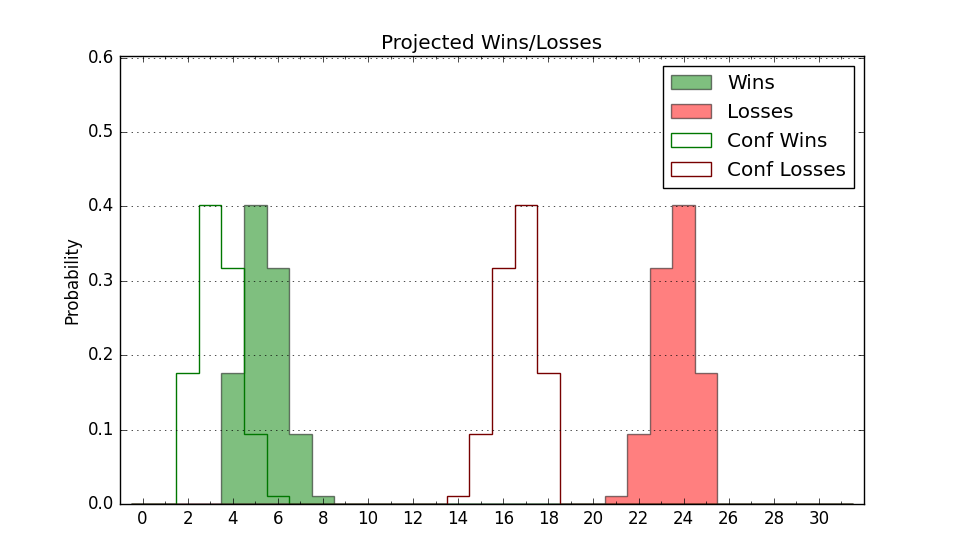 Projected Wins/Losses
0.6
0.5
0.4
0.3
0.2
0.1
0.0
Probability
Wins
Losses
Conf Wins
Conf Losses
0 2 4 6 8 10 12 14 16 18 20 22 24 26 28 30